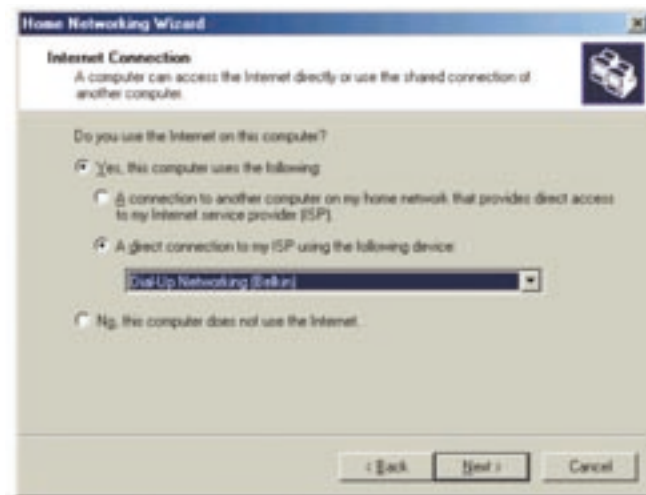 Home Networking Wizard
Internet Connection
A computer can access the Internet directly or use the shared connection of
another computer.
Do you use the Internet on this computer?
Yes, this computer uses the following:
A connection to another computer on my home network that provides direct access
to my Internet service provider (ISP).
A direct connection to my ISP using the following device:
Dial-Up Networking (Belkin)
No, this computer does not use the Internet.
< Back Next > Cancel